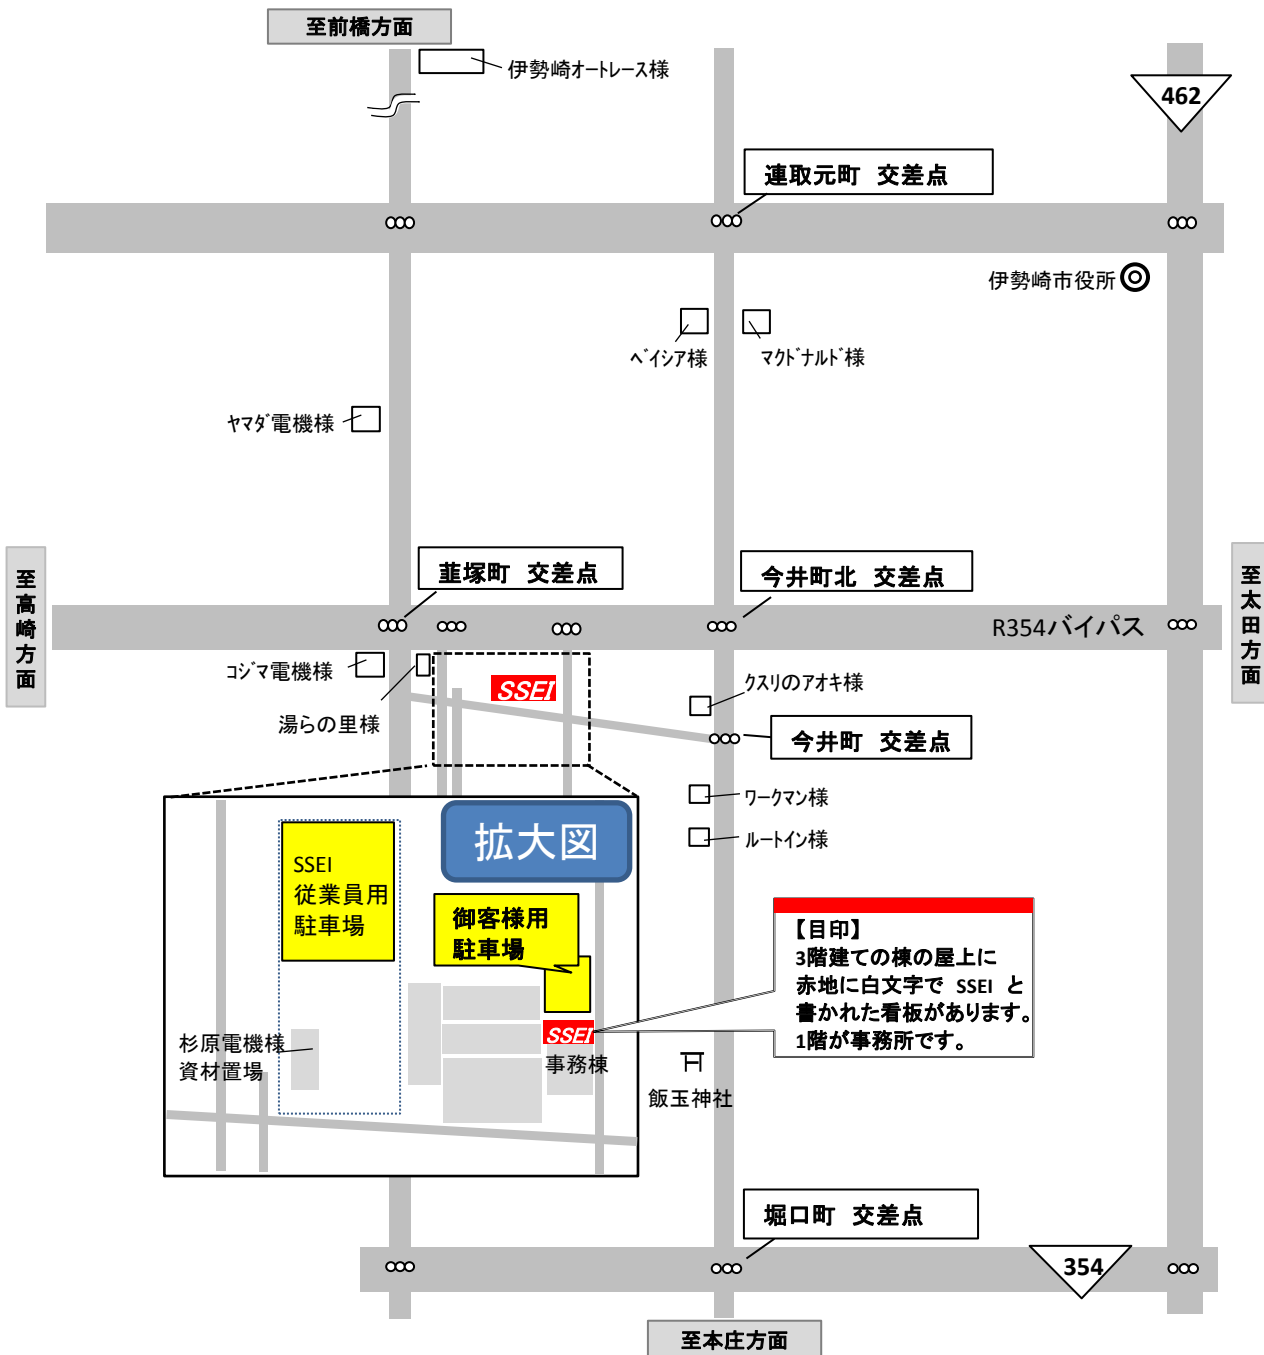 至前橋方面
伊勢崎オートレース様
462
連取元町 交差点
伊勢崎市役所
ベイシア様
マクドナルド様
ヤマダ電機様
至高崎方面
韮塚町 交差点
今井町北 交差点
R354バイパス
至太田方面
コジマ電機様
湯らの里様
SSEI
クスリのアオキ様
今井町 交差点
ワークマン様
ルートイン様
拡大図
SSEI
従業員用
駐車場
御客様用
駐車場
【目印】
3階建ての棟の屋上に
赤地に白文字で SSEI と
書かれた看板があります。
1階が事務所です。
SSEI
事務棟
杉原電機様
資材置場
飯玉神社
堀口町 交差点
354
至本庄方面